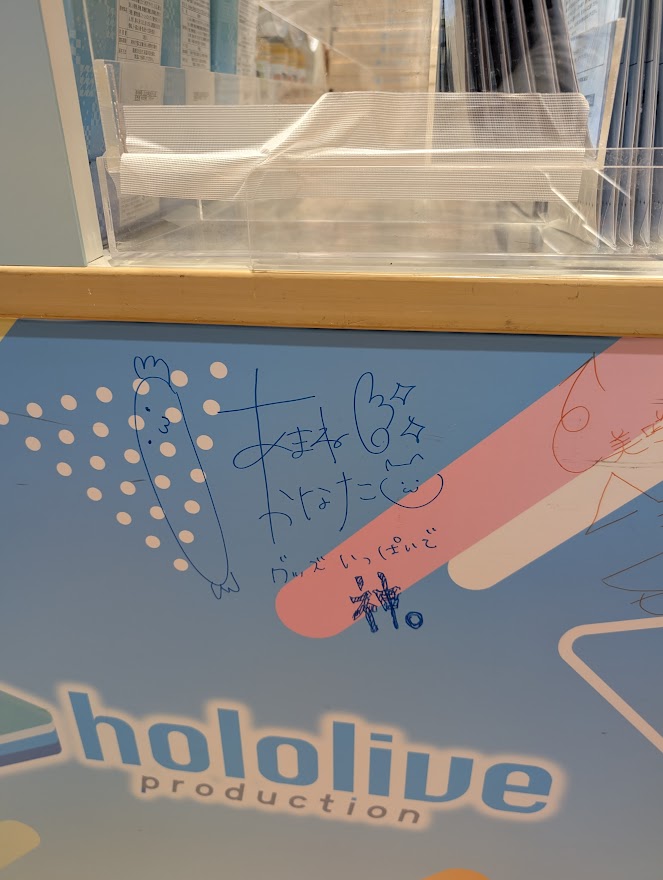 あまね
かなた
グッズいっぱいで
神。
hololive
production